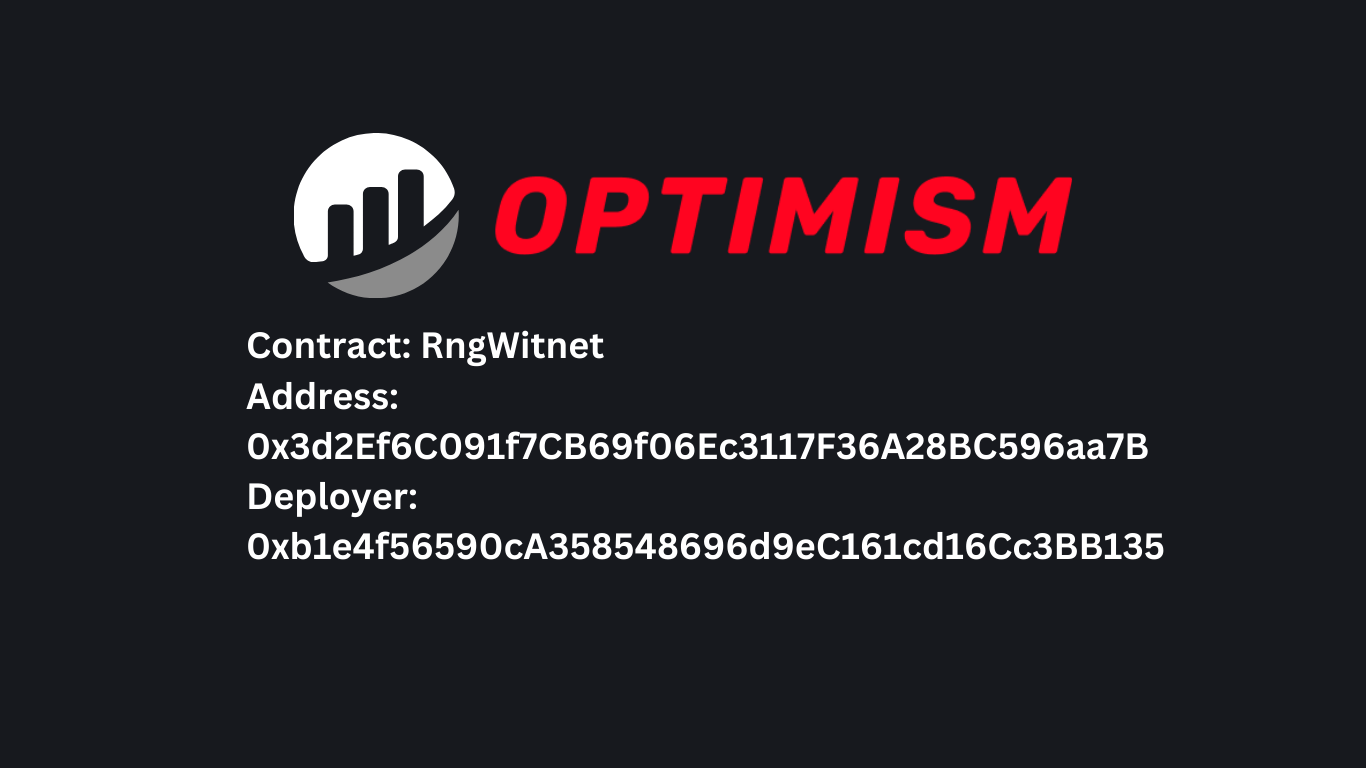 OPTIMISM
Contract: RngWitnet
Address:
0x3d2Ef6C091f7CB69f06Ec3117F36A28BC596aa7B
Deployer:
0xb1e4f56590cA358548696d9eC161cd16Cc3BB135